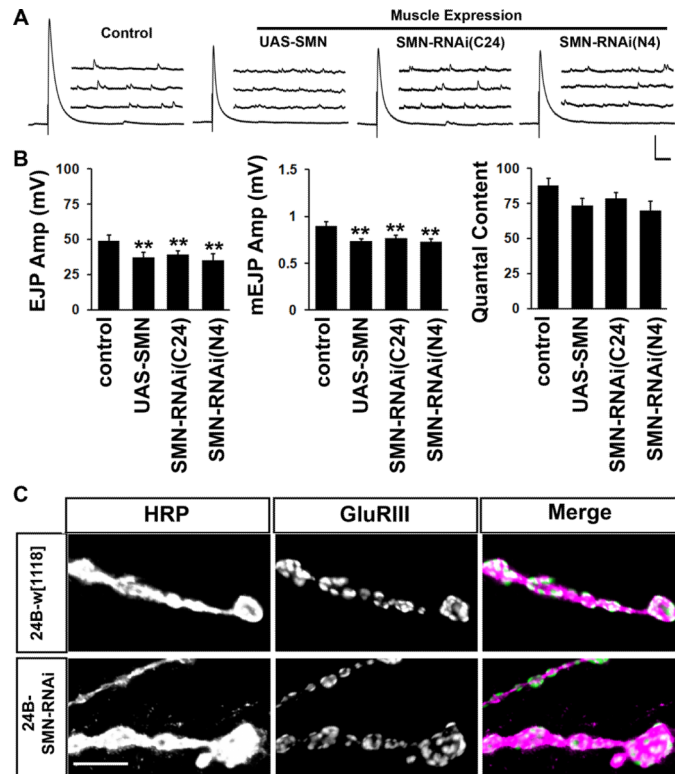 A
Muscle Expression
Control
UAS-SMN
SMN-RNAi(C24)
SMN-RNAi(N4)
B
EJP Amp (mV)
100
75
50
25
0
** ** **
control
UAS-SMN
SMN-RNAi(C24)
SMN-RNAi(N4)
mEJP Amp (mV)
1.5
1
0.5
0
** ** **
control
UAS-SMN
SMN-RNAi(C24)
SMN-RNAi(N4)
Quantal Content
100
75
50
25
0
control
UAS-SMN
SMN-RNAi(C24)
SMN-RNAi(N4)
C
HRP
GluRIII
Merge
24B-w[1118]
24B-
SMN-RNAi